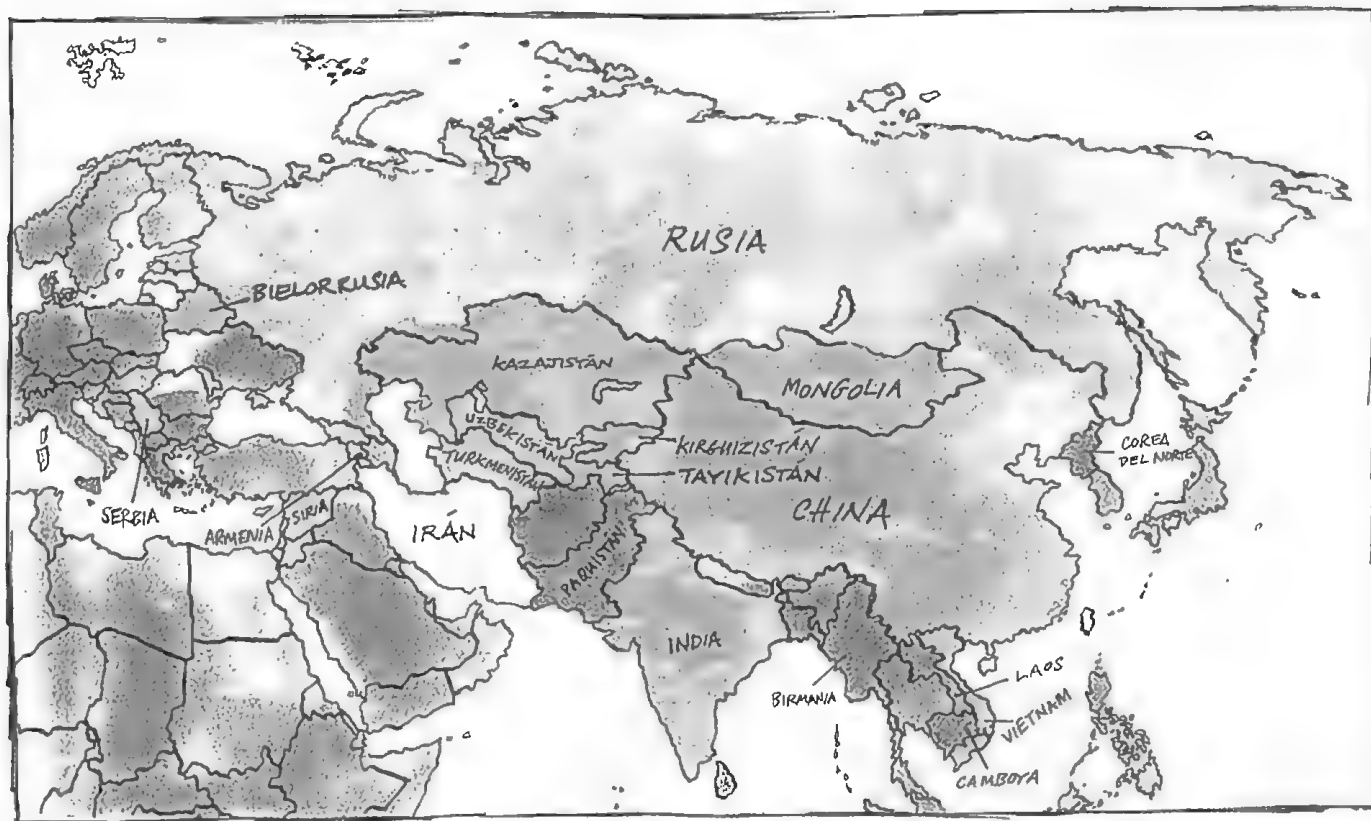 RUSIA
BIELORRUSIA
KAZAJISTÁN
MONGOLIA
UZBEKISTÁN
KIRGUIZISTÁN
COREA
DEL NORTE
TURKMENISTÁN
TAYIKISTÁN
SERBIA
ARMENIA
SIRIA
IRÁN
CHINA
PAQUISTÁN
INDIA
LAOS
BIRMANIA
VIETNAM
CAMBOYA